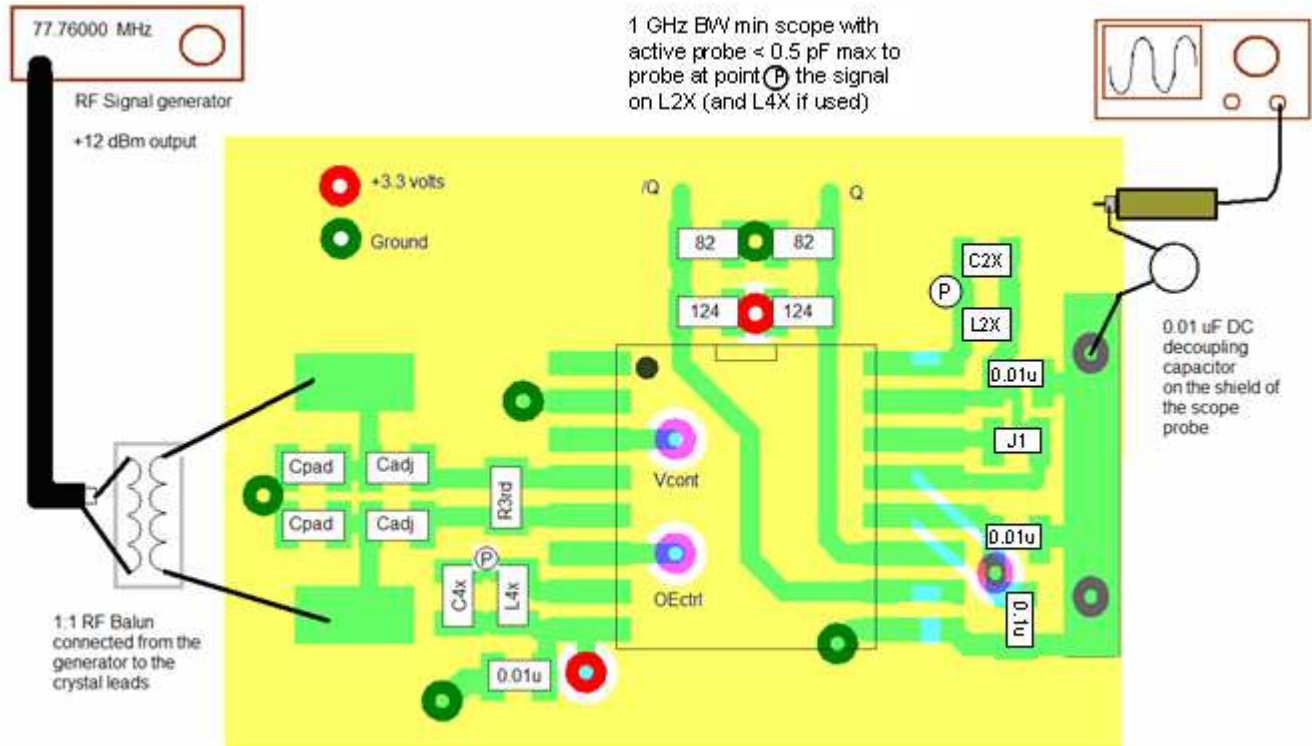 77.76000 MHz
RF Signal generator
+12 dBm output
1 GHz BW min scope with
active probe < 0.5 pF max to
probe at point P the signal
on L2X (and L4X if used)
+3.3 volts
Ground
/Q
Q
82
82
124
124
C2X
P
L2X
0.01u
J1
0.01u
0.1u
0.01 uF DC
decoupling
capacitor
on the shield of
the scope
probe
Vcont
OEctrl
Cpad
Cadj
R3rd
Cpad
Cadj
P
C4x
L4x
0.01u
1:1 RF Balun
connected from the
generator to the
crystal leads